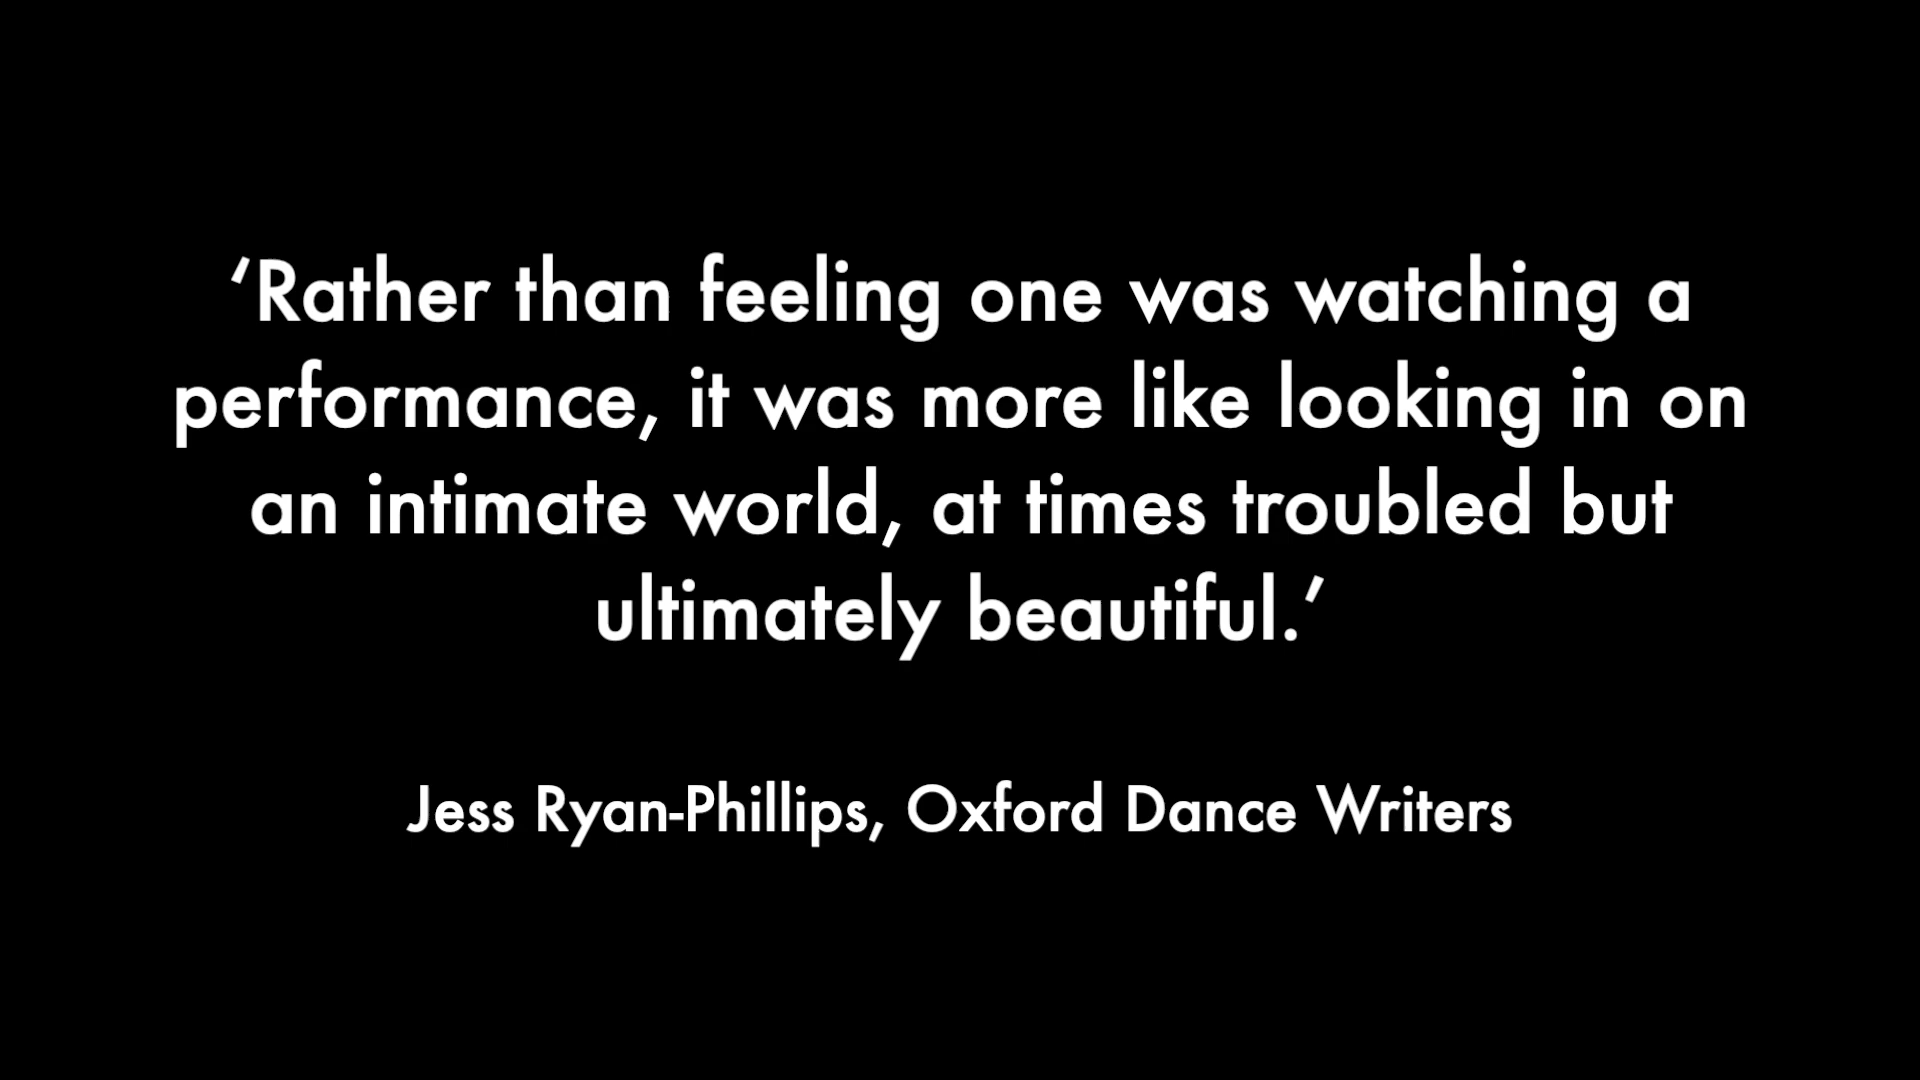 ‘Rather than feeling one was watching a
performance, it was more like looking in on
an intimate world, at times troubled but
ultimately beautiful.’
Jess Ryan-Phillips, Oxford Dance Writers